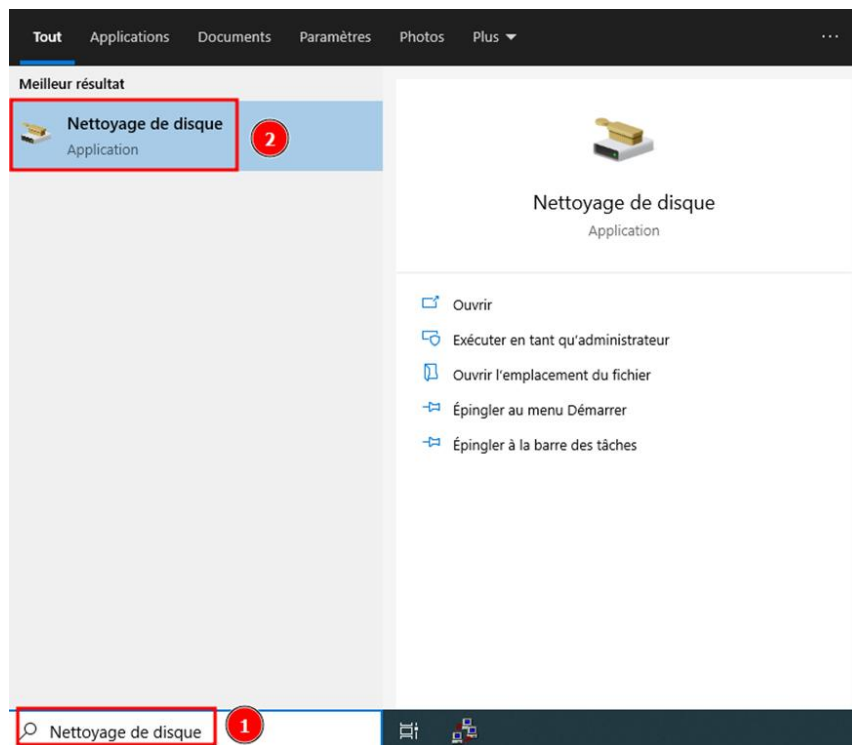 Tout Applications Documents Paramètres Photos Plus ...
Meilleur résultat
Nettoyage de disque
Application
2
Nettoyage de disque
Application
Ouvrir
Exécuter en tant qu'administrateur
Ouvrir l'emplacement du fichier
Épingler au menu Démarrer
Épingler à la barre des tâches
Nettoyage de disque
1